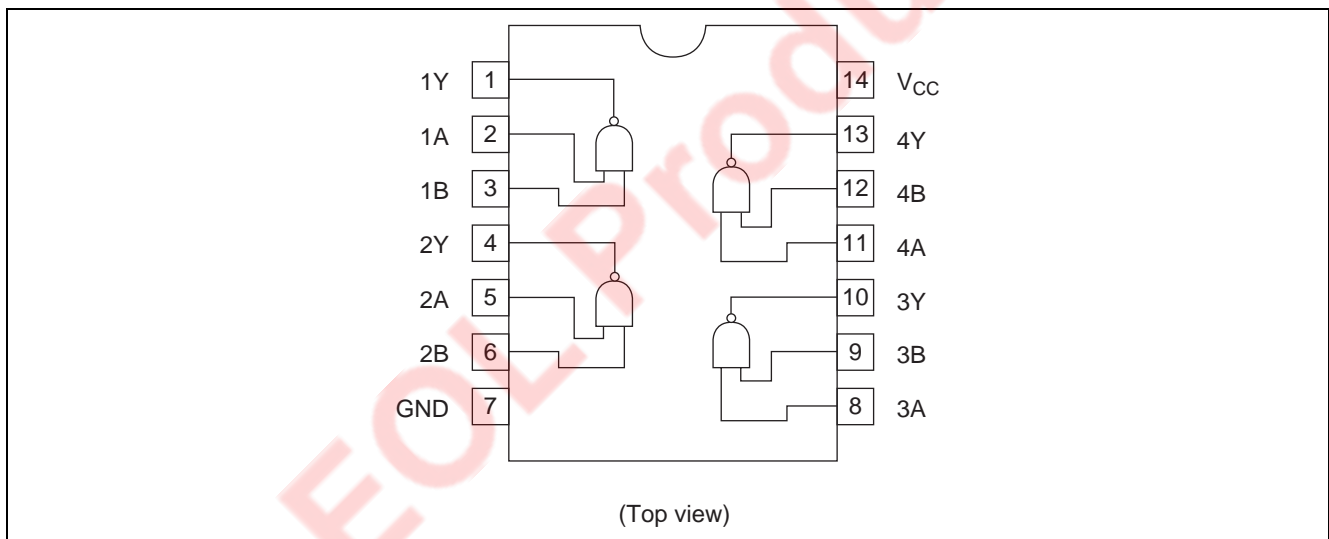 1Y 1
1A 2
1B 3
2Y 4
2A 5
2B 6
GND 7
14 VCC
13 4Y
12 4B
11 4A
10 3Y
9 3B
8 3A
(Top view)
EOL Produ